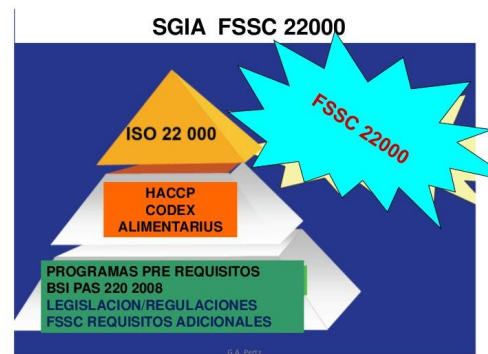 SGIA FSSC 22000
FSSC 22000
ISO 22 000
HACCP
CODEX
ALIMENTARIUS
PROGRAMAS PRE REQUISITOS
BSI PAS 220 2008
LEGISLACION/REGULACIONES
FSSC REQUISITOS ADICIONALES